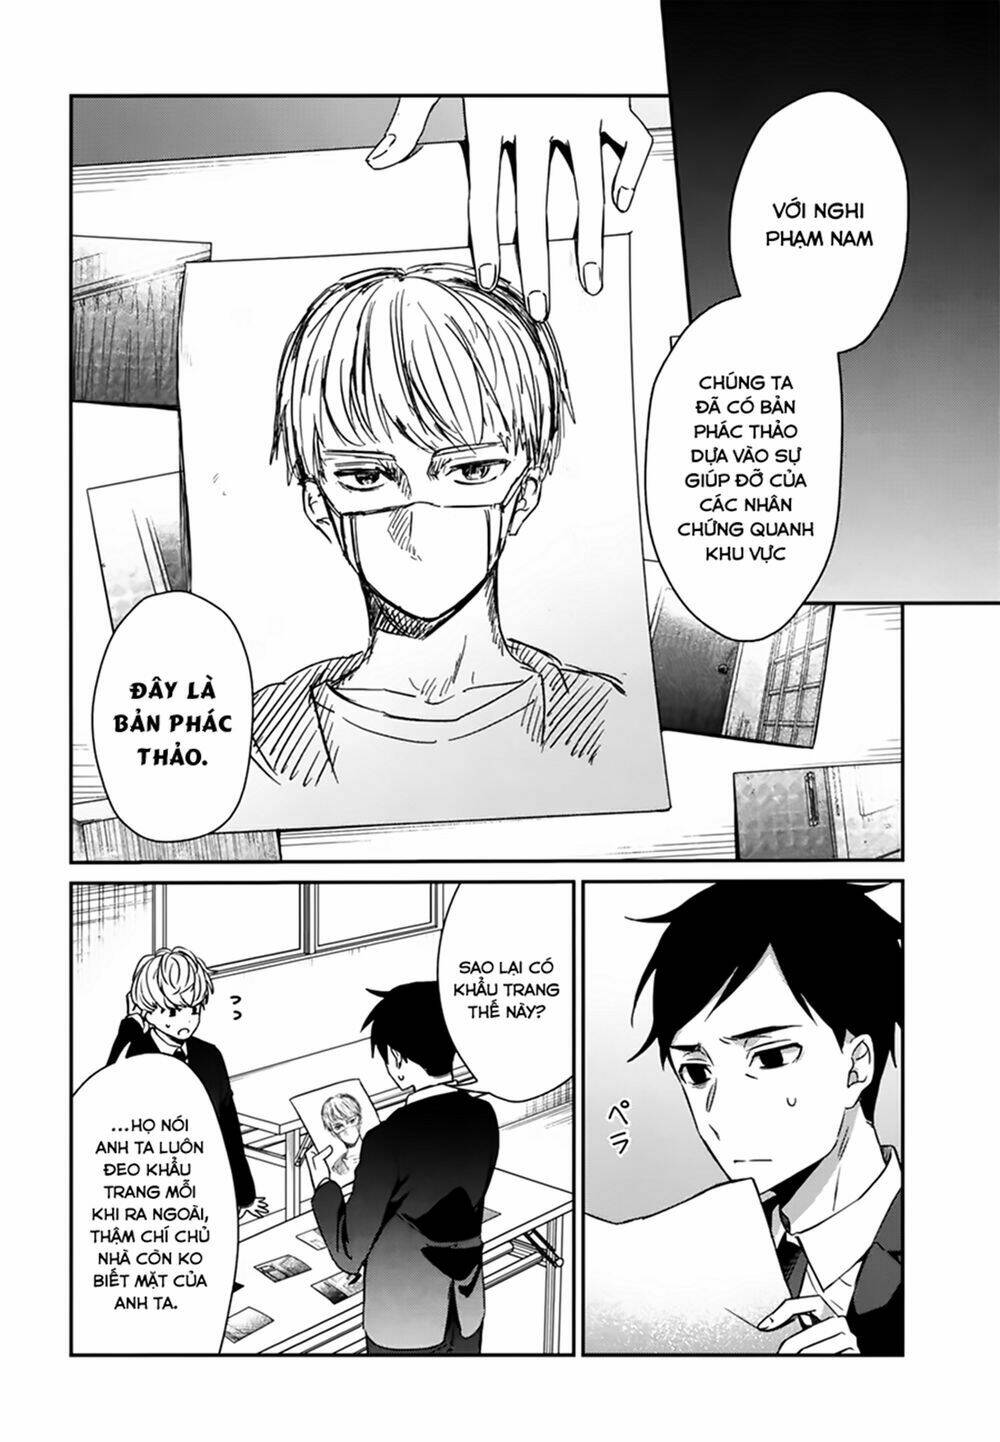 VỚI NGHI
PHẠM NAM
CHÚNG TA
ĐÃ CÓ BẢN
PHÁC THẢO
DỰA VÀO SỰ
GIÚP ĐỠ CỦA
CÁC NHÂN
CHỨNG QUANH
KHU VỰC
ĐÂY LÀ
BẢN PHÁC
THẢO.
ペラ
SAO LẠI CÓ
KHẨU TRANG
THẾ NÀY?
...HỌ NÓI
ANH TA LUÔN
ĐEO KHẨU
TRANG MỖI
KHI RA NGOÀI,
THẬM CHÍ CHỦ
NHÀ CÒN KO
BIẾT MẶT CỦA
ANH TA.